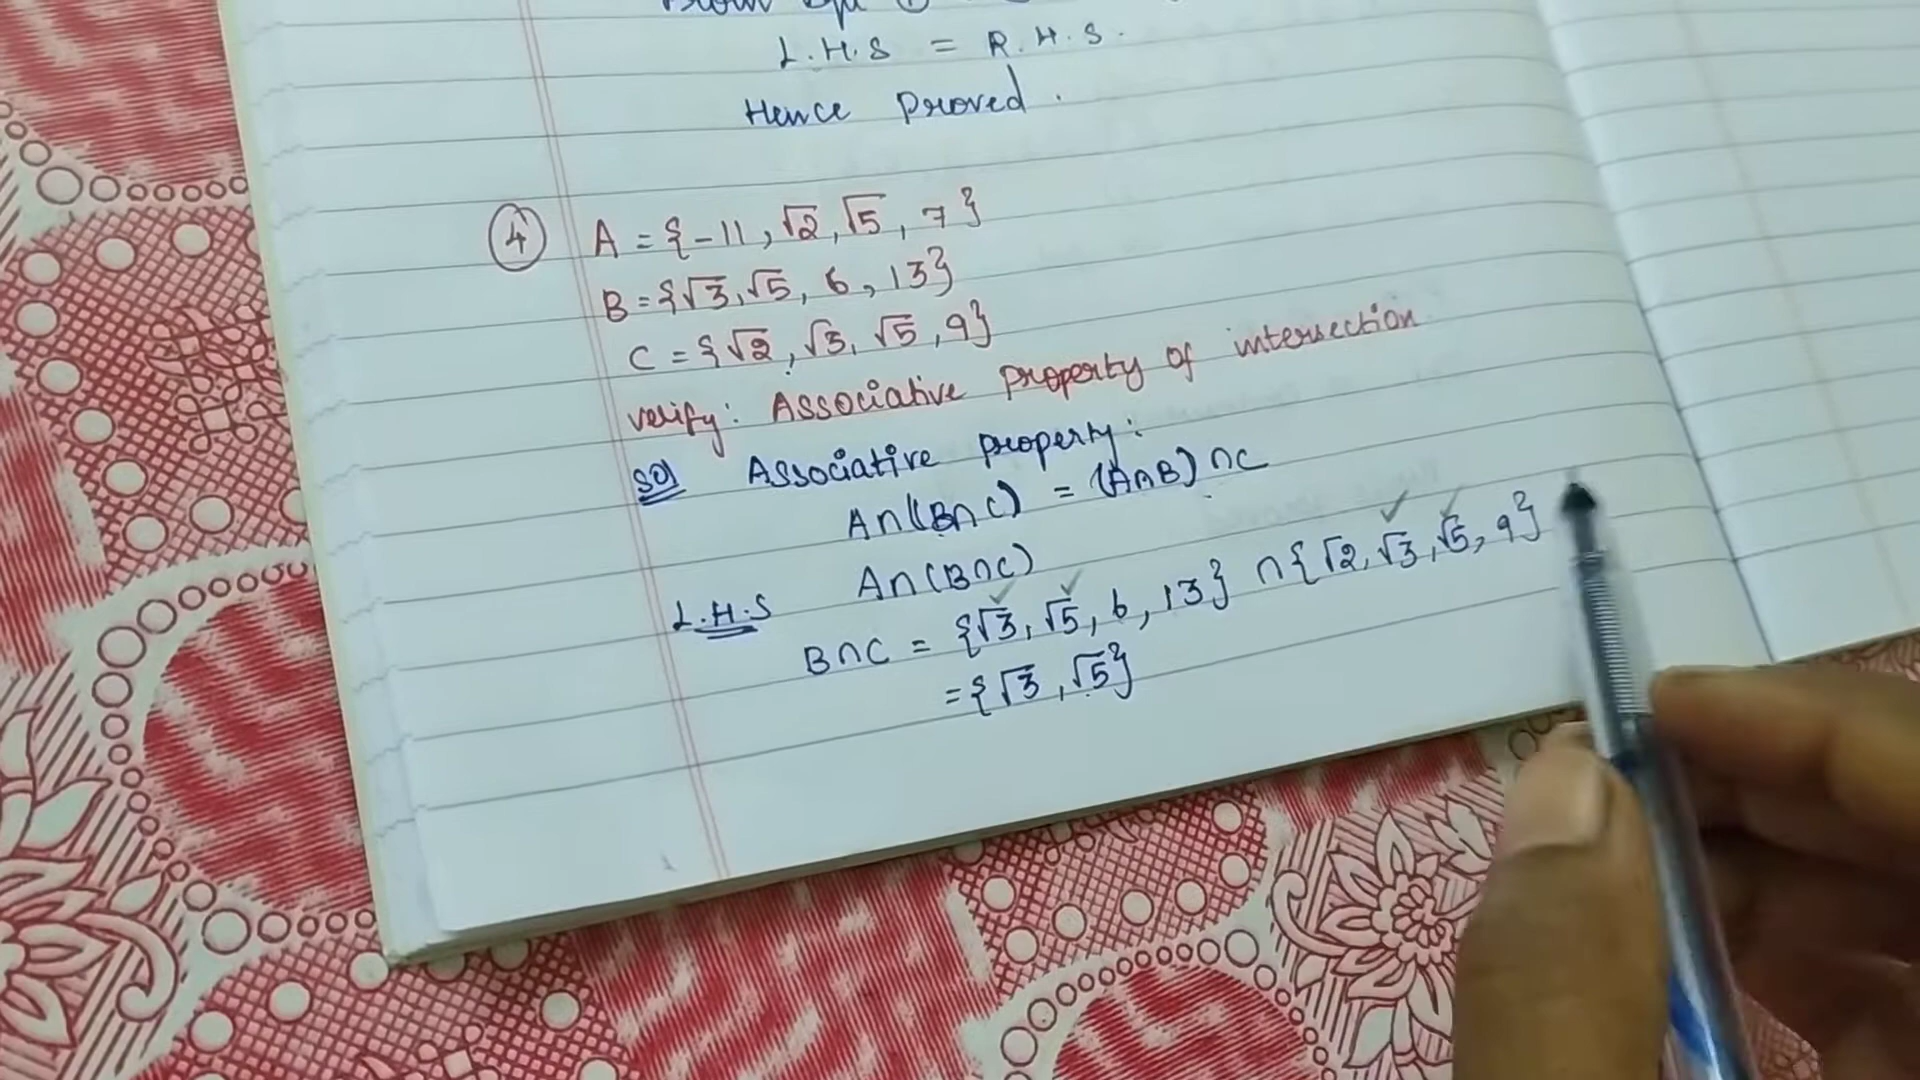 L.H.S = R.H.S.
Hence proved.
④ A = {-11, √2, √5, 7}
B = {√3, √5, 6, 13}
C = {√2, √3, √5, 9}
verify: Associative property of intersection
Sol Associative property:
A∩(B∩C) = (A∩B)∩C
L.H.S A∩(B∩C)
B∩C = {√3, √5, 6, 13} ∩ {√2, √3, √5, 9}
= {√3, √5}